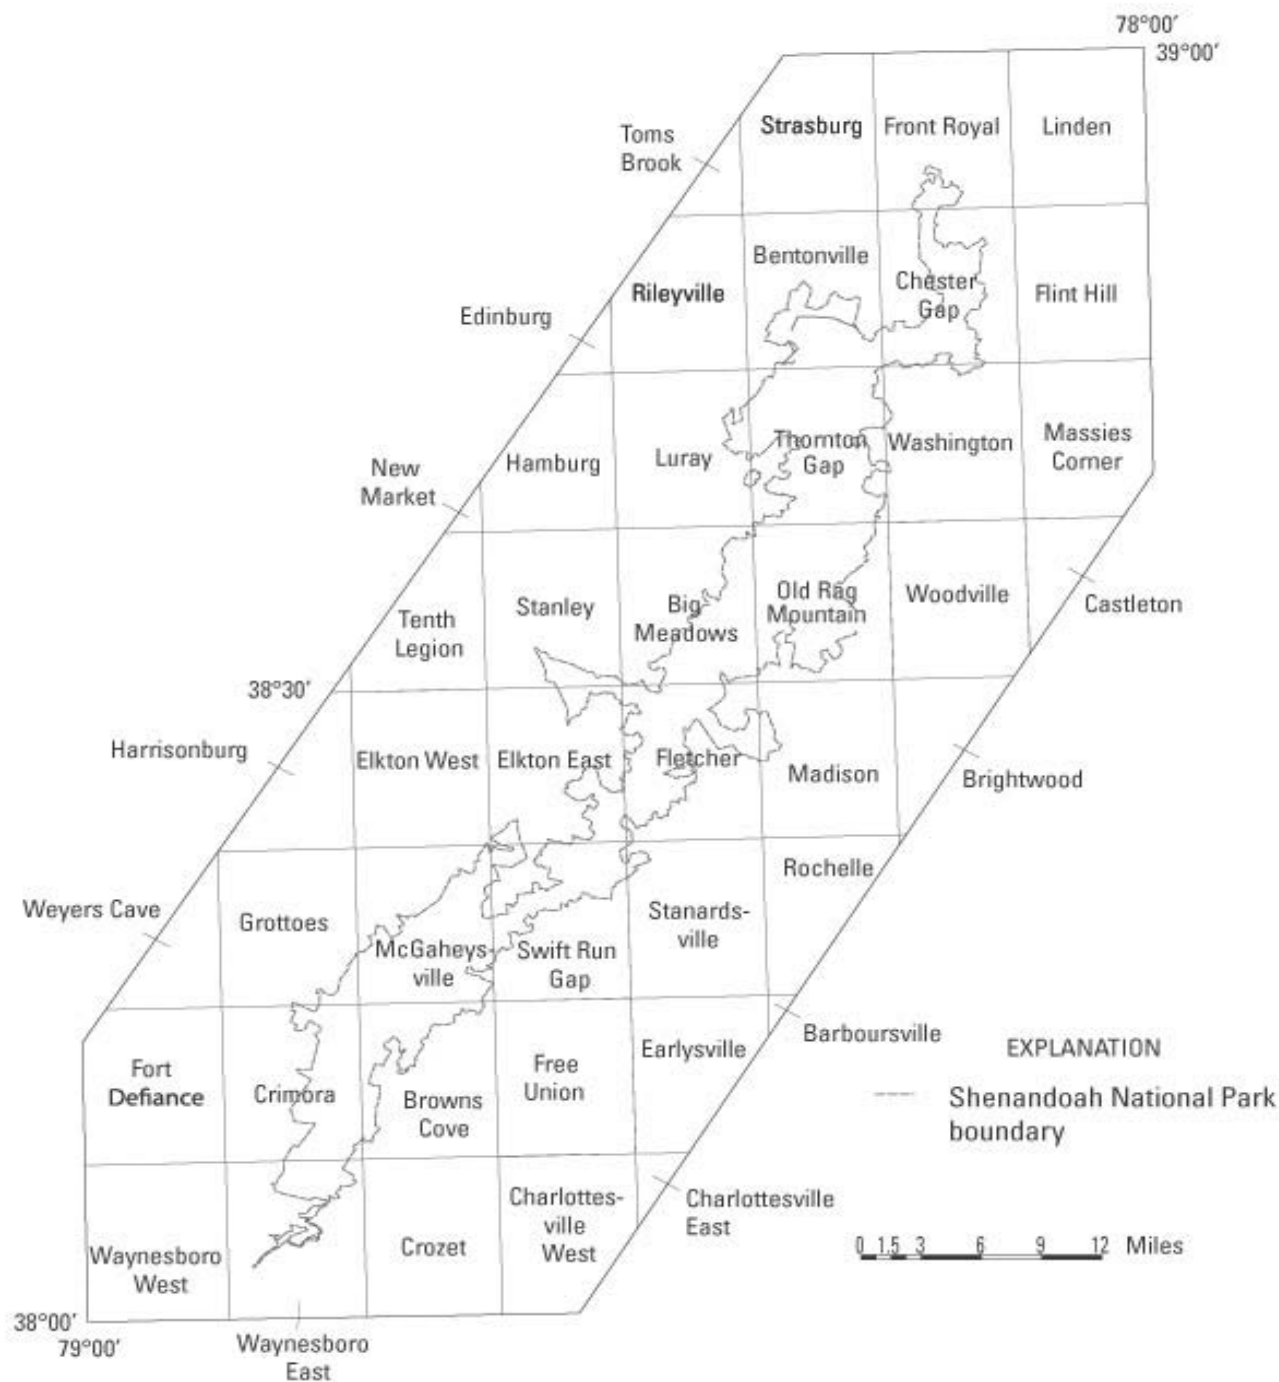 78°00'
39°00'
Toms
Brook
Strasburg
Front Royal
Linden
Edinburg
Rileyville
Bentonville
Chester
Gap
Flint Hill
New
Market
Hamburg
Luray
Thornton
Gap
Washington
Massies
Corner
Tenth
Legion
Stanley
Big
Meadows
Old Rag
Mountain
Woodville
Castleton
38°30'
Harrisonburg
Elkton West
Elkton East
Fletcher
Madison
Brightwood
Weyers Cave
Grottoes
McGaheys-
ville
Swift Run
Gap
Stanards-
ville
Rochelle
Fort
Defiance
Crimora
Browns
Cove
Free
Union
Earlysville
Barboursville
EXPLANATION
Shenandoah National Park
boundary
Waynesboro
West
Crozet
Charlottes-
ville
West
Charlottesville
East
0 1.5 3 6 9 12 Miles
38°00'
79°00'
Waynesboro
East